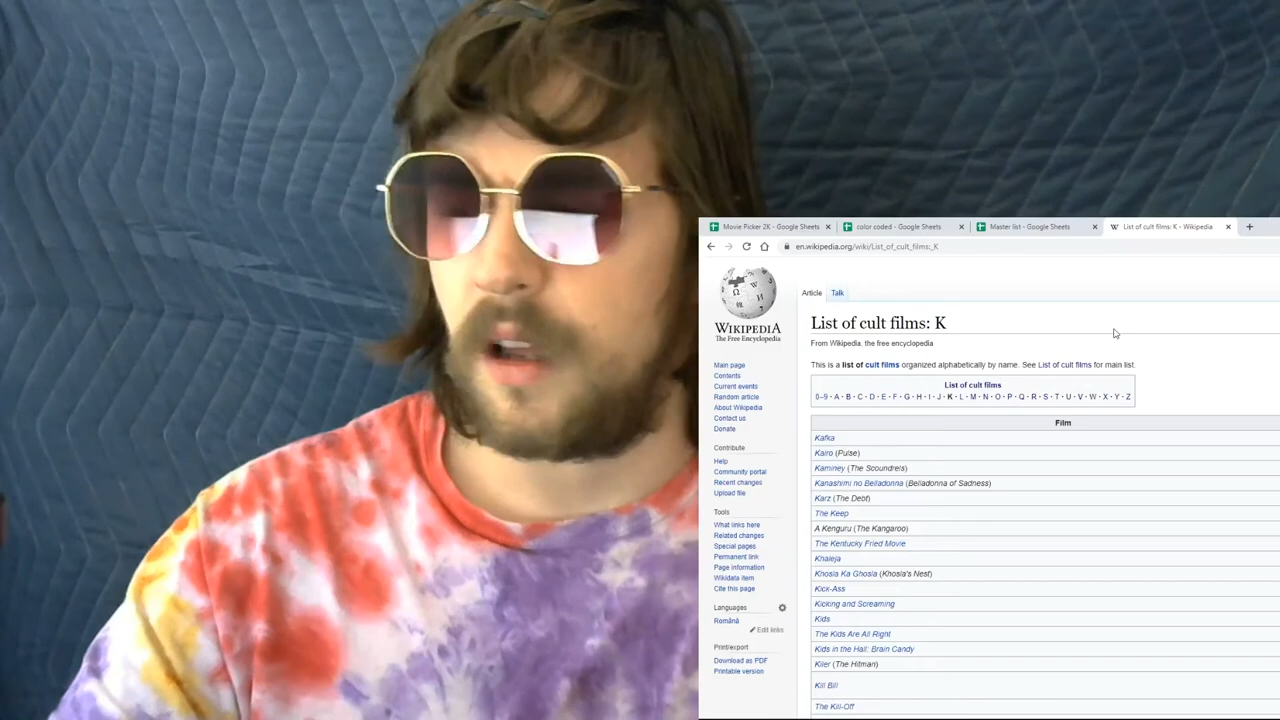 Movie Picker 2K - Google Sheets
color coded - Google Sheets
Master list - Google Sheets
List of cult films: K - Wikipedia
en.wikipedia.org/wiki/List_of_cult_films:_K
WIKIPEDIA
The Free Encyclopedia
Main page
Contents
Current events
Random article
About Wikipedia
Contact us
Donate
Contribute
Help
Community portal
Recent changes
Upload file
Tools
What links here
Related changes
Special pages
Permanent link
Page information
Wikidata item
Cite this page
Languages
Română
Edit links
Print/export
Download as PDF
Printable version
Article Talk
List of cult films: K
From Wikipedia, the free encyclopedia
This is a list of cult films organized alphabetically by name. See List of cult films for main list.
List of cult films
0–9 · A · B · C · D · E · F · G · H · I · J · K · L · M · N · O · P · Q · R · S · T · U · V · W · X · Y · Z
Film
Kafka
Kairo (Pulse)
Kaminey (The Scoundrels)
Kanashimi no Belladonna (Belladonna of Sadness)
Karz (The Debt)
The Keep
A Kenguru (The Kangaroo)
The Kentucky Fried Movie
Khaleja
Khosla Ka Ghosla (Khosla's Nest)
Kick-Ass
Kicking and Screaming
Kids
The Kids Are All Right
Kids in the Hall: Brain Candy
Kiler (The Hitman)
Kill Bill
The Kill-Off